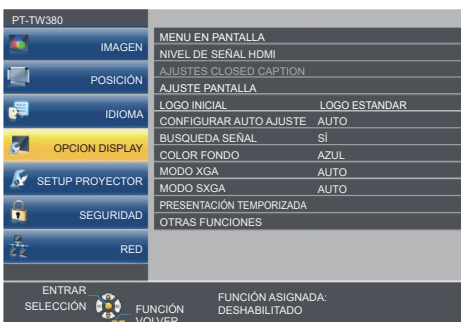 PT-TW380
IMAGEN
POSICIÓN
IDIOMA
OPCION DISPLAY
SETUP PROYECTOR
SEGURIDAD
RED
MENU EN PANTALLA
NIVEL DE SEÑAL HDMI
AJUSTES CLOSED CAPTION
AJUSTE PANTALLA
LOGO INICIAL LOGO ESTANDAR
CONFIGURAR AUTO AJUSTE AUTO
BUSQUEDA SEÑAL SÍ
COLOR FONDO AZUL
MODO XGA AUTO
MODO SXGA AUTO
PRESENTACIÓN TEMPORIZADA
OTRAS FUNCIONES
ENTRAR
SELECCIÓN
FUNCIÓN
VOLVER
FUNCIÓN ASIGNADA:
DESHABILITADO